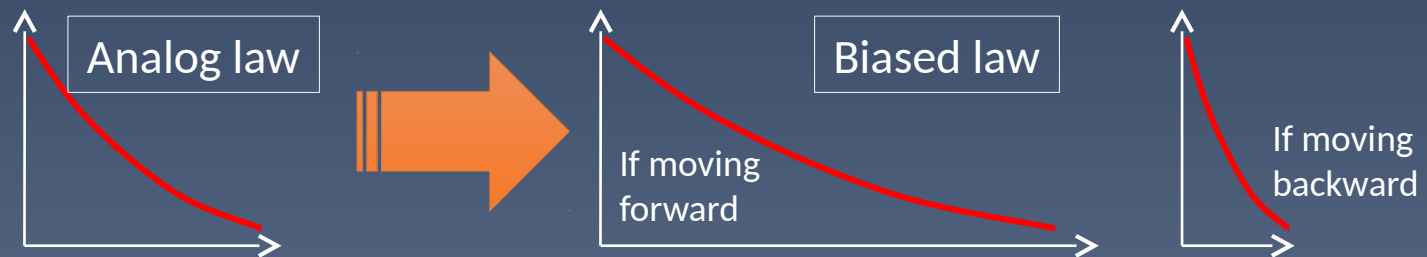 Analog law
Biased law
If moving
forward
If moving
backward